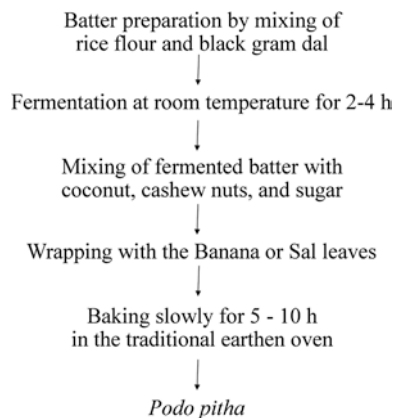 Batter preparation by mixing of
rice flour and black gram dal
Fermentation at room temperature for 2-4 h
Mixing of fermented batter with
coconut, cashew nuts, and sugar
Wrapping with the Banana or Sal leaves
Baking slowly for 5 - 10 h
in the traditional earthen oven
Podo pitha